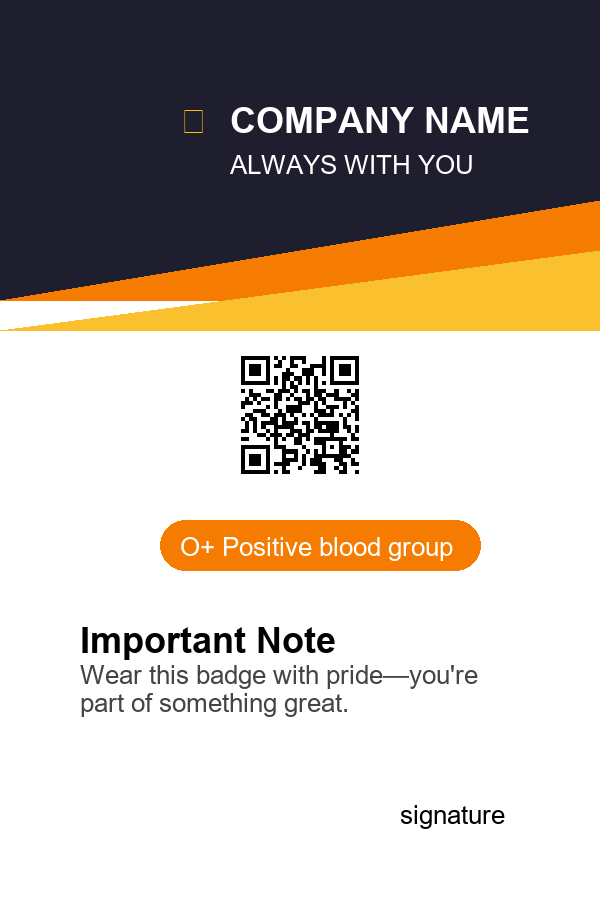 COMPANY NAME
ALWAYS WITH YOU
O+ Positive blood group
Important Note
Wear this badge with pride—you're
part of something great.
signature